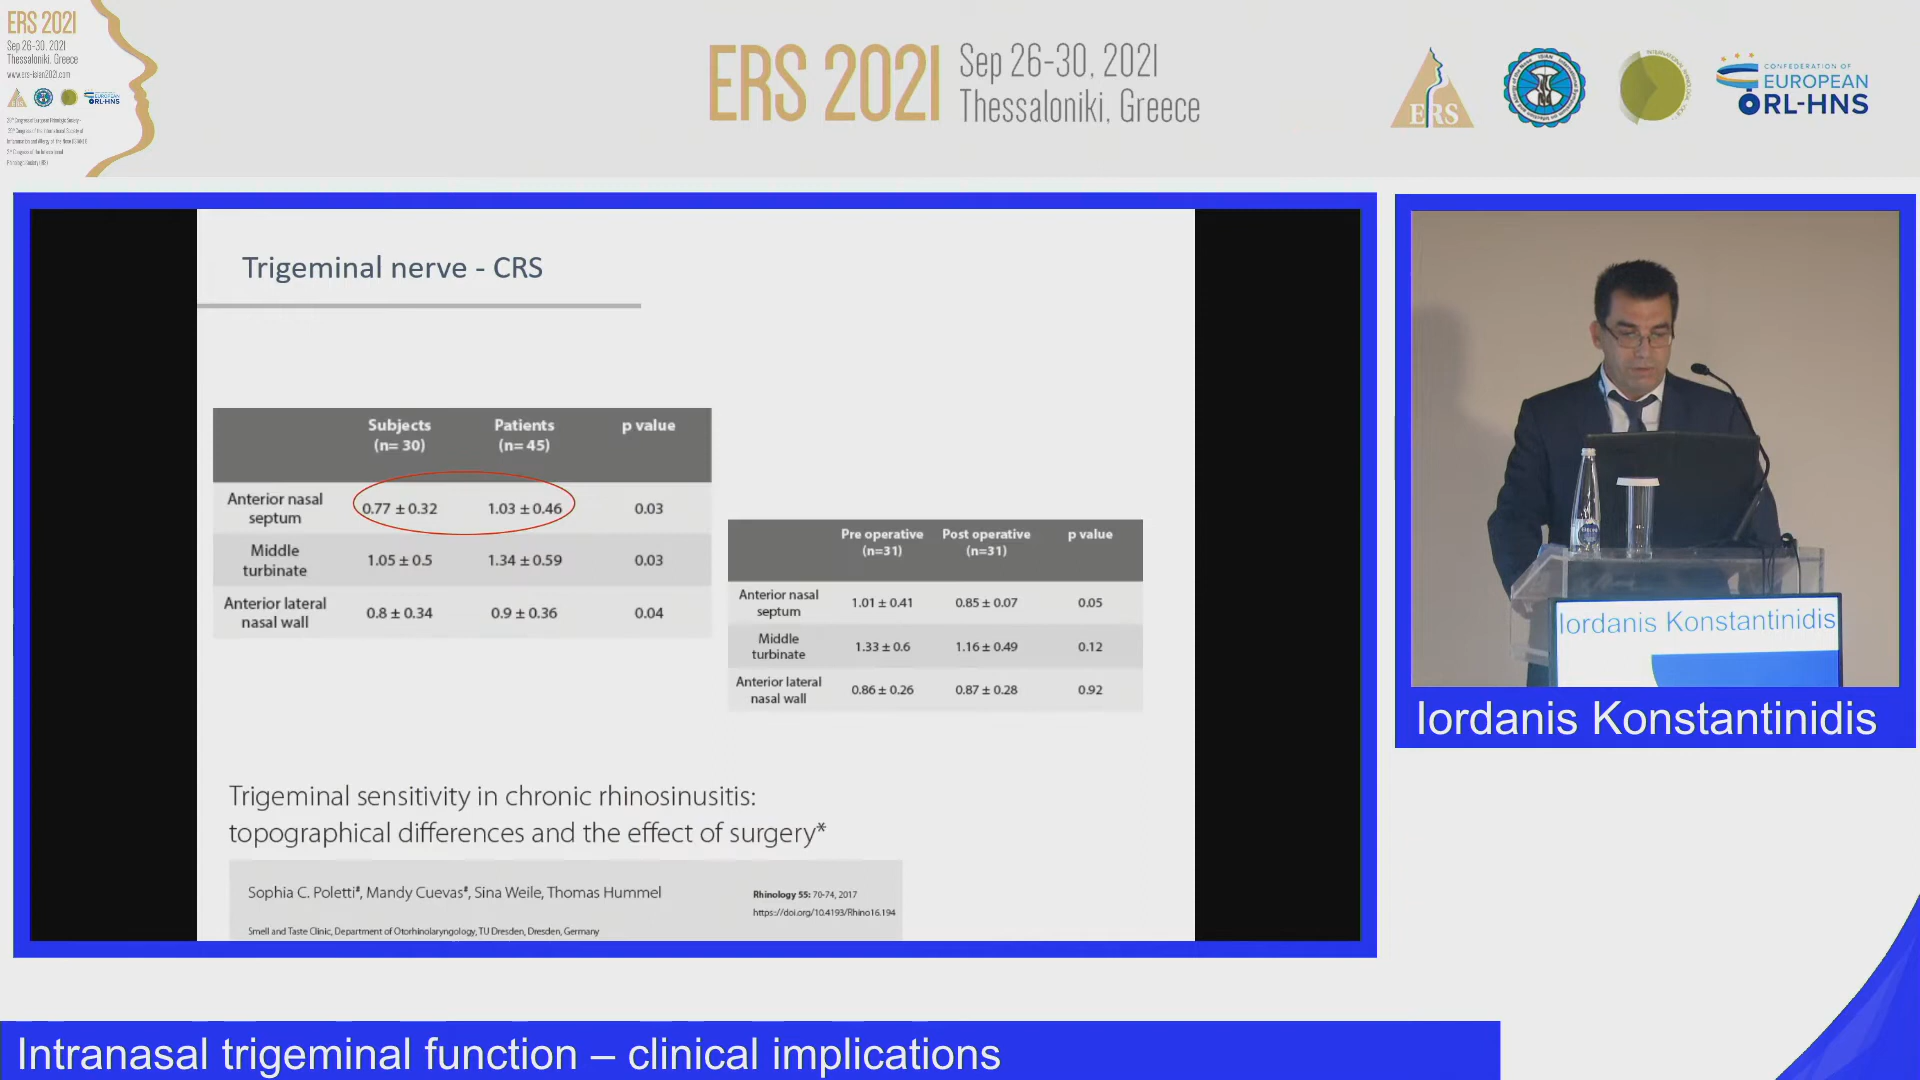 ERS 2021
Sep 26-30, 2021
Thessaloniki, Greece
www.ers-isian2021.com
ERS 2021
Sep 26-30, 2021
Thessaloniki, Greece
ERS
CONFEDERATION OF
EUROPEAN
ORL-HNS
Trigeminal nerve - CRS
Subjects (n= 30) Patients (n= 45) p value
Anterior nasal septum 0.77 ± 0.32 1.03 ± 0.46 0.03
Middle turbinate 1.05 ± 0.5 1.34 ± 0.59 0.03
Anterior lateral nasal wall 0.8 ± 0.34 0.9 ± 0.36 0.04
Pre operative (n=31) Post operative (n=31) p value
Anterior nasal septum 1.01 ± 0.41 0.85 ± 0.07 0.05
Middle turbinate 1.33 ± 0.6 1.16 ± 0.49 0.12
Anterior lateral nasal wall 0.86 ± 0.26 0.87 ± 0.28 0.92
Trigeminal sensitivity in chronic rhinosinusitis:
topographical differences and the effect of surgery*
Sophia C. Poletti#, Mandy Cuevas#, Sina Weile, Thomas Hummel
Rhinology 55: 70-74, 2017
https://doi.org/10.4193/Rhino16.194
Smell and Taste Clinic, Department of Otorhinolaryngology, TU Dresden, Dresden, Germany
Iordanis Konstantinidis
Iordanis Konstantinidis
Intranasal trigeminal function – clinical implications